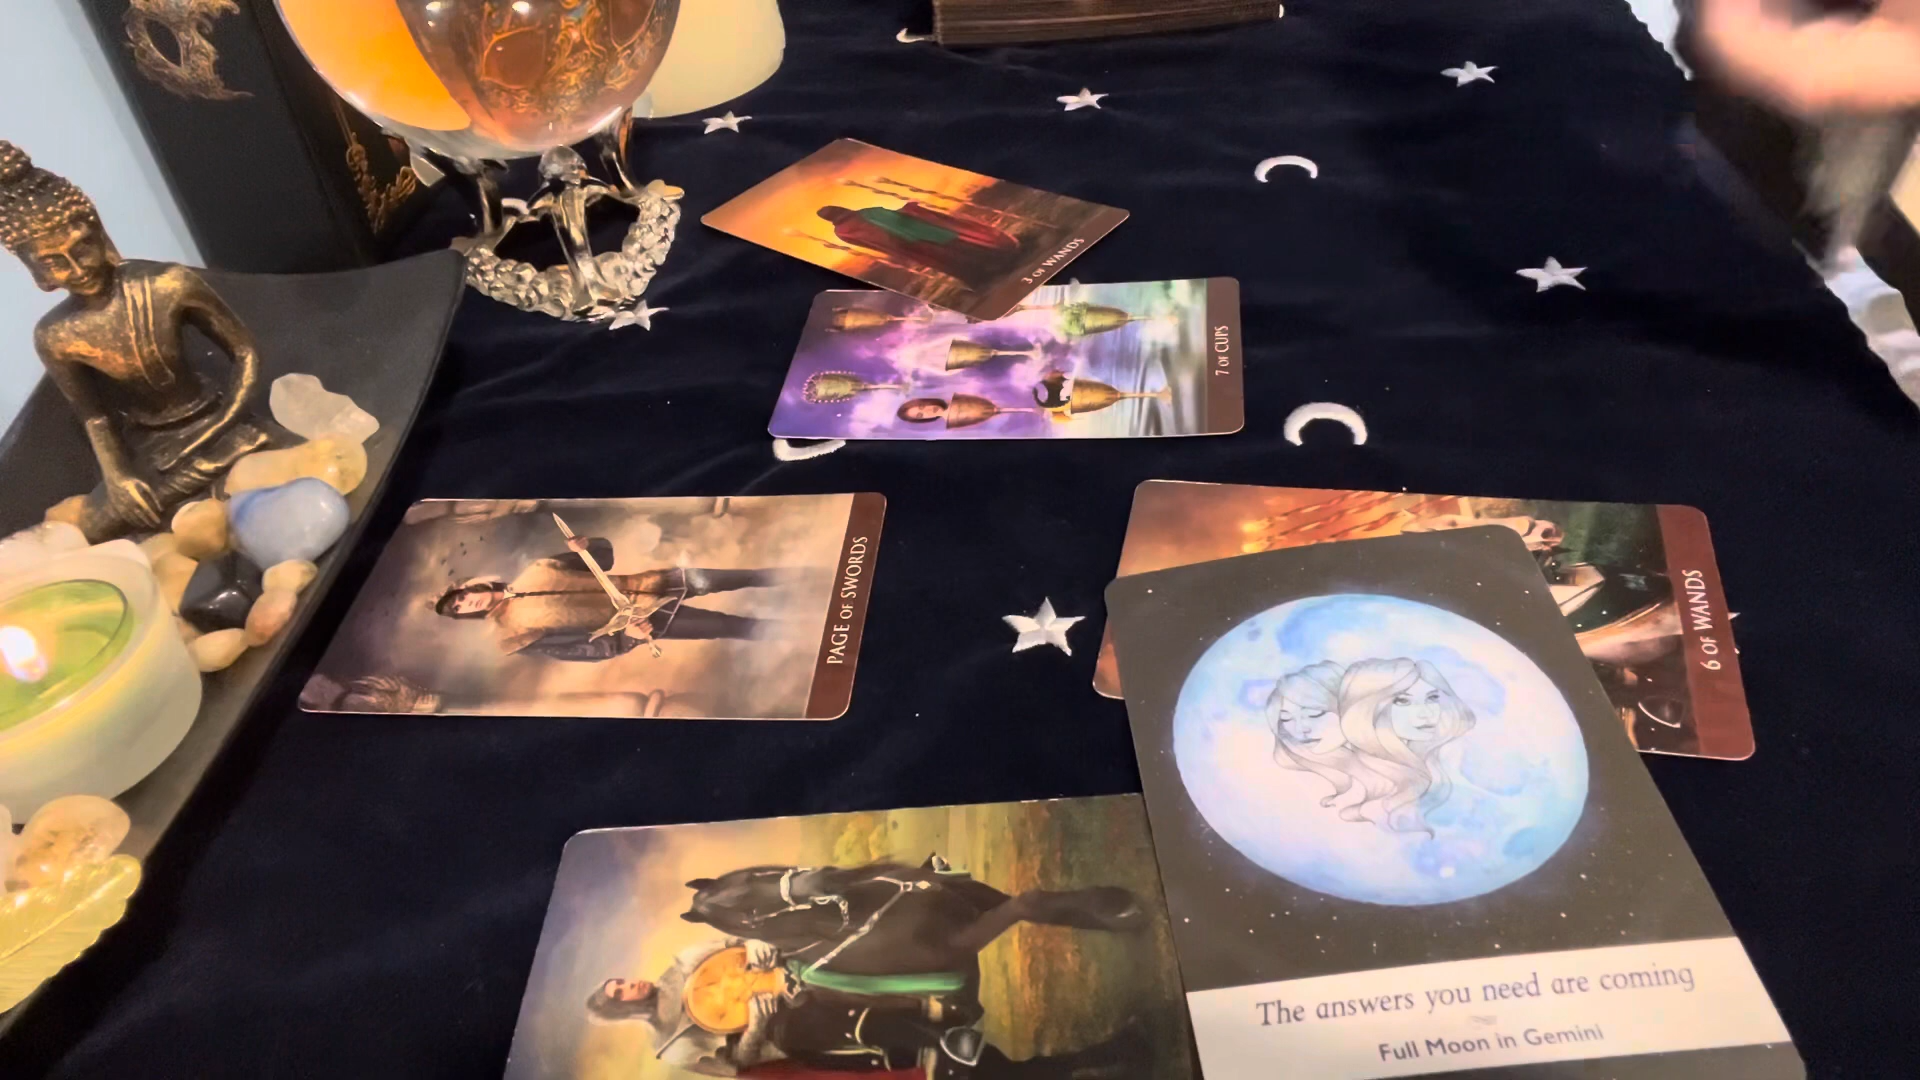 3 OF WANDS
7 OF CUPS
PAGE OF SWORDS
6 OF WANDS
The answers you need are coming
Full Moon in Gemini